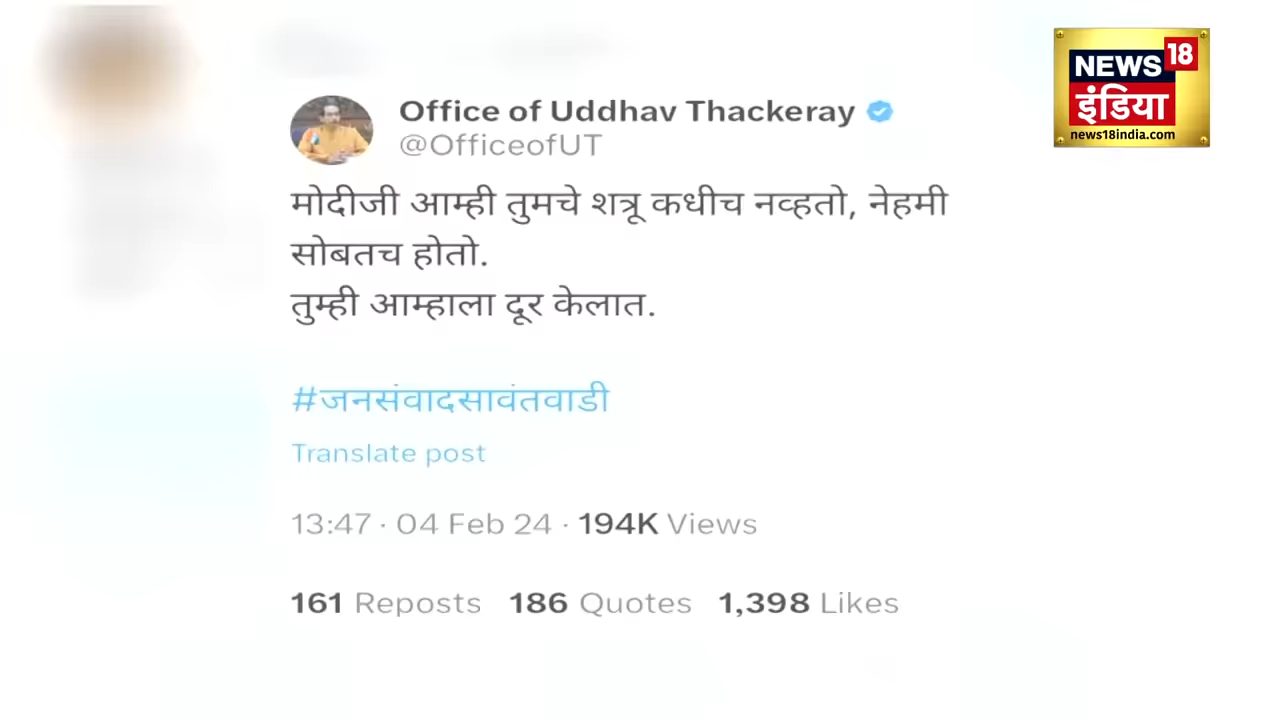 NEWS 18
इंडिया
news18india.com
Office of Uddhav Thackeray
@OfficeofUT
मोदीजी आम्ही तुमचे शत्रू कधीच नव्हतो, नेहमी
सोबतच होतो.
तुम्ही आम्हाला दूर केलात.
#जनसंवादसावंतवाडी
Translate post
13:47 · 04 Feb 24 · 194K Views
161 Reposts 186 Quotes 1,398 Likes